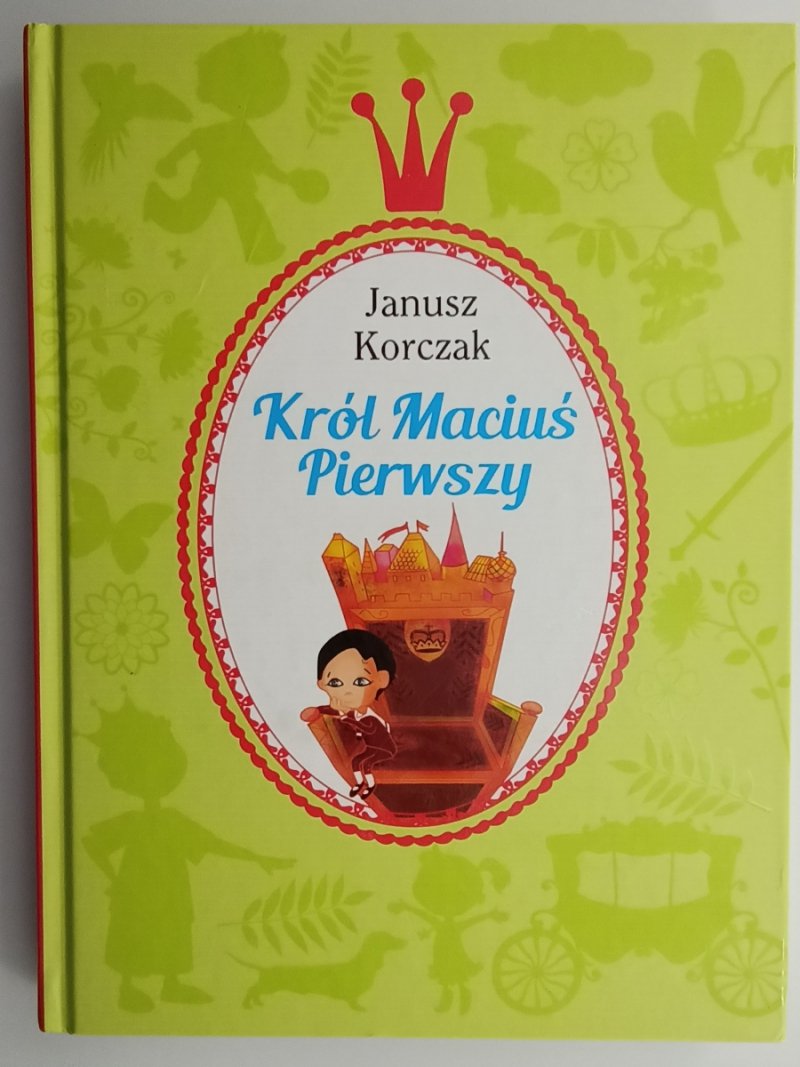 Janusz
Korczak
Król Maciuś
Pierwszy